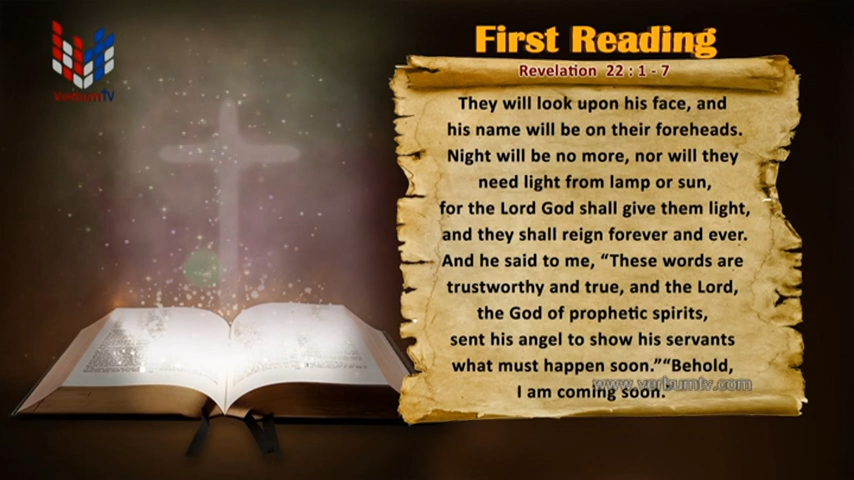 VerbumTV
First Reading
Revelation 22 : 1 - 7
They will look upon his face, and
his name will be on their foreheads.
Night will be no more, nor will they
need light from lamp or sun,
for the Lord God shall give them light,
and they shall reign forever and ever.
And he said to me, “These words are
trustworthy and true, and the Lord,
the God of prophetic spirits,
sent his angel to show his servants
what must happen soon.”“Behold,
I am coming soon.”
www.verbumtv.com